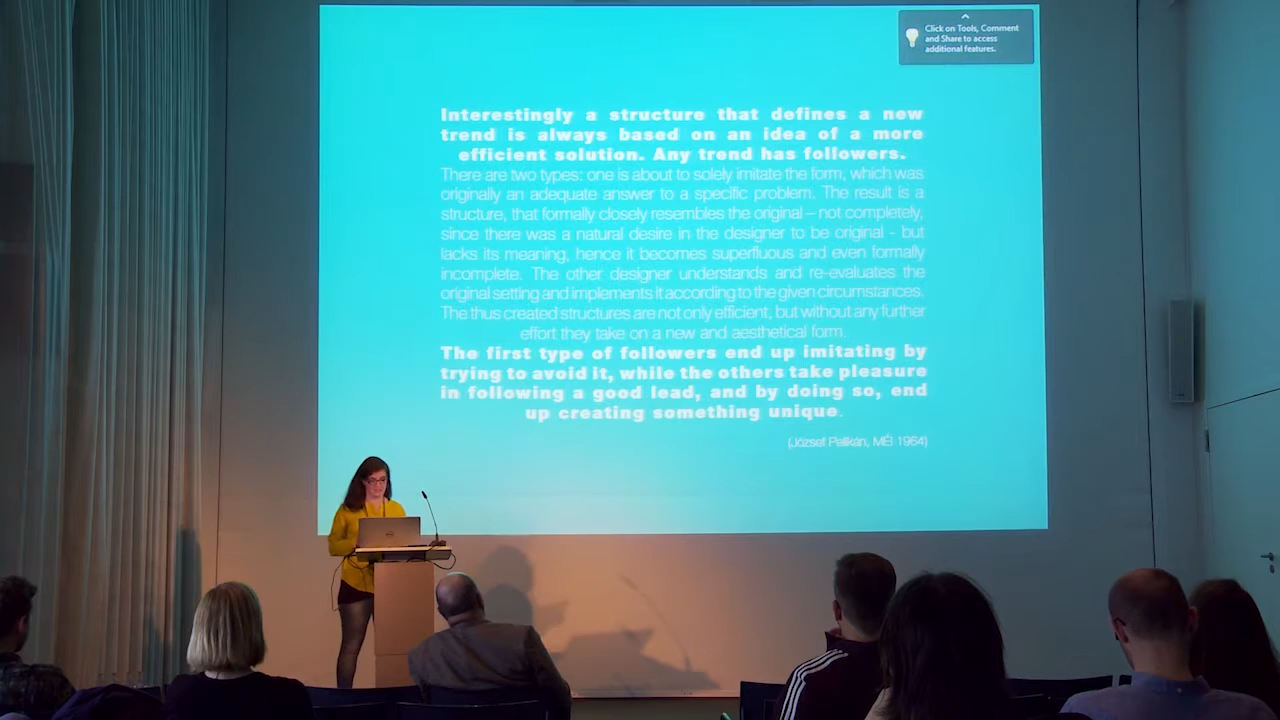 Click on Tools, Comment
and Share to access
additional features.
Interestingly a structure that defines a new
trend is always based on an idea of a more
efficient solution. Any trend has followers.
There are two types: one is about to solely imitate the form, which was
originally an adequate answer to a specific problem. The result is a
structure, that formally closely resembles the original – not completely,
since there was a natural desire in the designer to be original - but
lacks its meaning, hence it becomes superfluous and even formally
incomplete. The other designer understands and re-evaluates the
original setting and implements it according to the given circumstances.
The thus created structures are not only efficient, but without any further
effort they take on a new and aesthetical form.
The first type of followers end up imitating by
trying to avoid it, while the others take pleasure
in following a good lead, and by doing so, end
up creating something unique.
(József Pelikán, MÉI 1964)